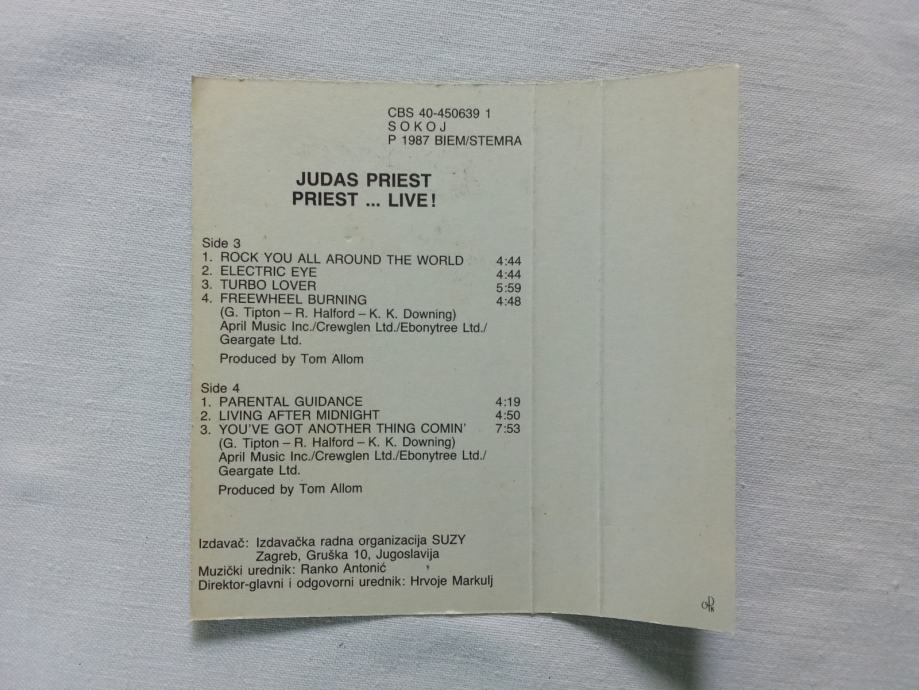 CBS 40-450639 1
S O K O J
P 1987 BIEM/STEMRA
JUDAS PRIEST
PRIEST ... LIVE!
Side 3
1. ROCK YOU ALL AROUND THE WORLD 4:44
2. ELECTRIC EYE 4:44
3. TURBO LOVER 5:59
4. FREEWHEEL BURNING 4:48
(G. Tipton – R. Halford – K. K. Downing)
April Music Inc./Crewglen Ltd./Ebonytree Ltd./
Geargate Ltd.
Produced by Tom Allom
Side 4
1. PARENTAL GUIDANCE 4:19
2. LIVING AFTER MIDNIGHT 4:50
3. YOU'VE GOT ANOTHER THING COMIN' 7:53
(G. Tipton – R. Halford – K. K. Downing)
April Music Inc./Crewglen Ltd./Ebonytree Ltd./
Geargate Ltd.
Produced by Tom Allom
Izdavač: Izdavačka radna organizacija SUZY
Zagreb, Gruška 10, Jugoslavija
Muzički urednik: Ranko Antonić
Direktor-glavni i odgovorni urednik: Hrvoje Markulj